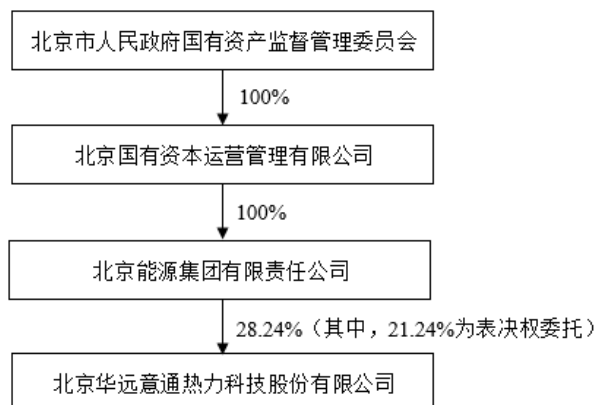 北京市人民政府国有资产监督管理委员会
100%
北京国有资本运营管理有限公司
100%
北京能源集团有限责任公司
28.24%（其中，21.24%为表决权委托）
北京华远意通热力科技股份有限公司